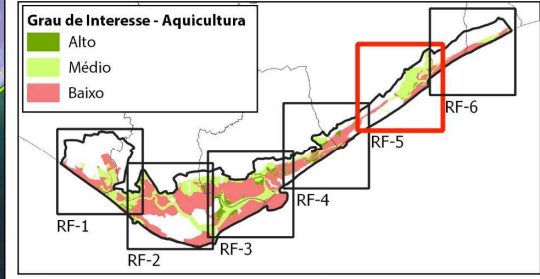 Grau de Interesse - Aquicultura
Alto
Médio
Baixo
RF-6
RF-5
RF-4
RF-1
RF-3
RF-2